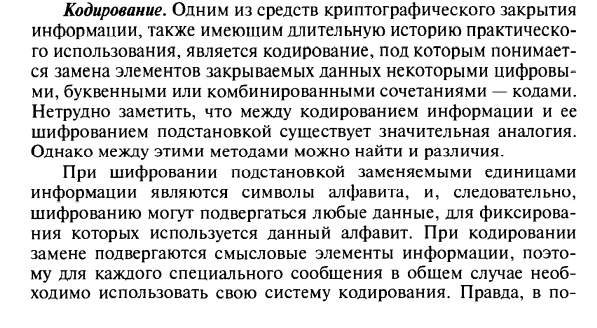 Кодирование. Одним из средств криптографического закрытия
информации, также имеющим длительную историю практическо-
го использования, является кодирование, под которым понимает-
ся замена элементов закрываемых данных некоторыми цифровы-
ми, буквенными или комбинированными сочетаниями — кодами.
Нетрудно заметить, что между кодированием информации и ее
шифрованием подстановкой существует значительная аналогия.
Однако между этими методами можно найти и различия.
При шифровании подстановкой заменяемыми единицами
информации являются символы алфавита, и, следовательно,
шифрованию могут подвергаться любые данные, для фиксирова-
ния которых используется данный алфавит. При кодировании
замене подвергаются смысловые элементы информации, поэто-
му для каждого специального сообщения в общем случае необ-
ходимо использовать свою систему кодирования. Правда, в по-